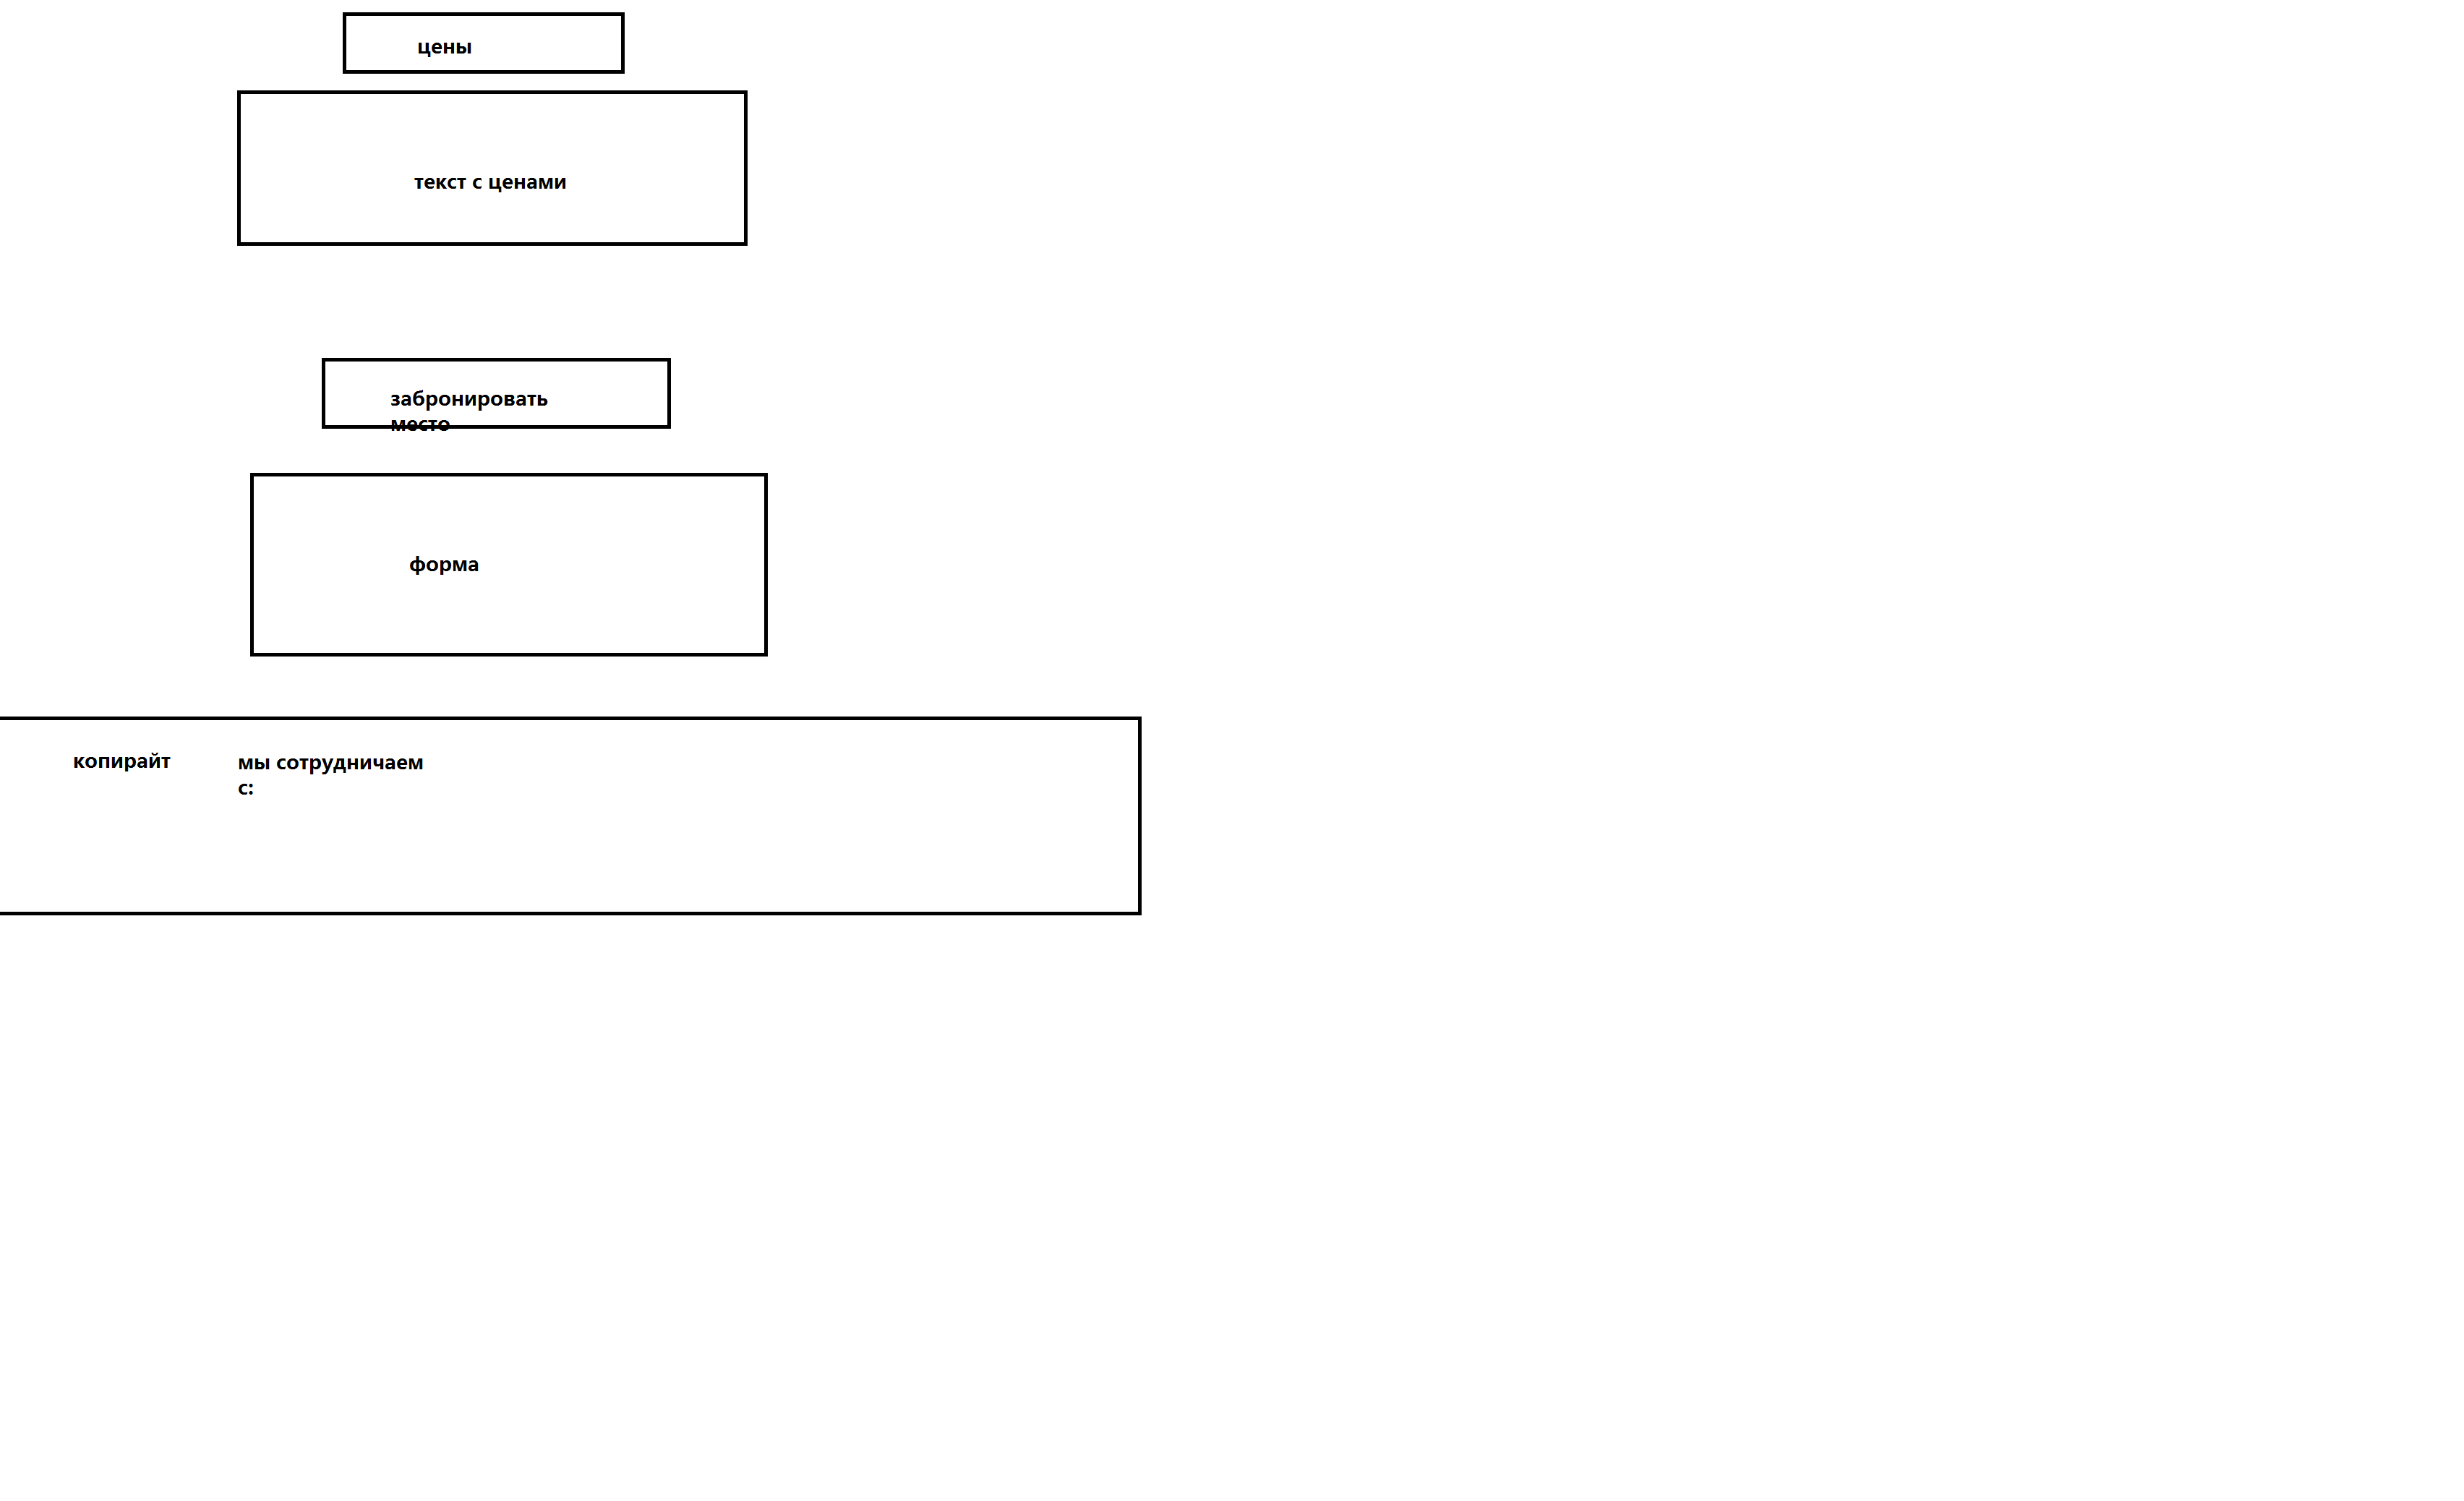 цены
текст с ценами
забронировать
место
форма
копирайт
мы сотрудничаем
с: